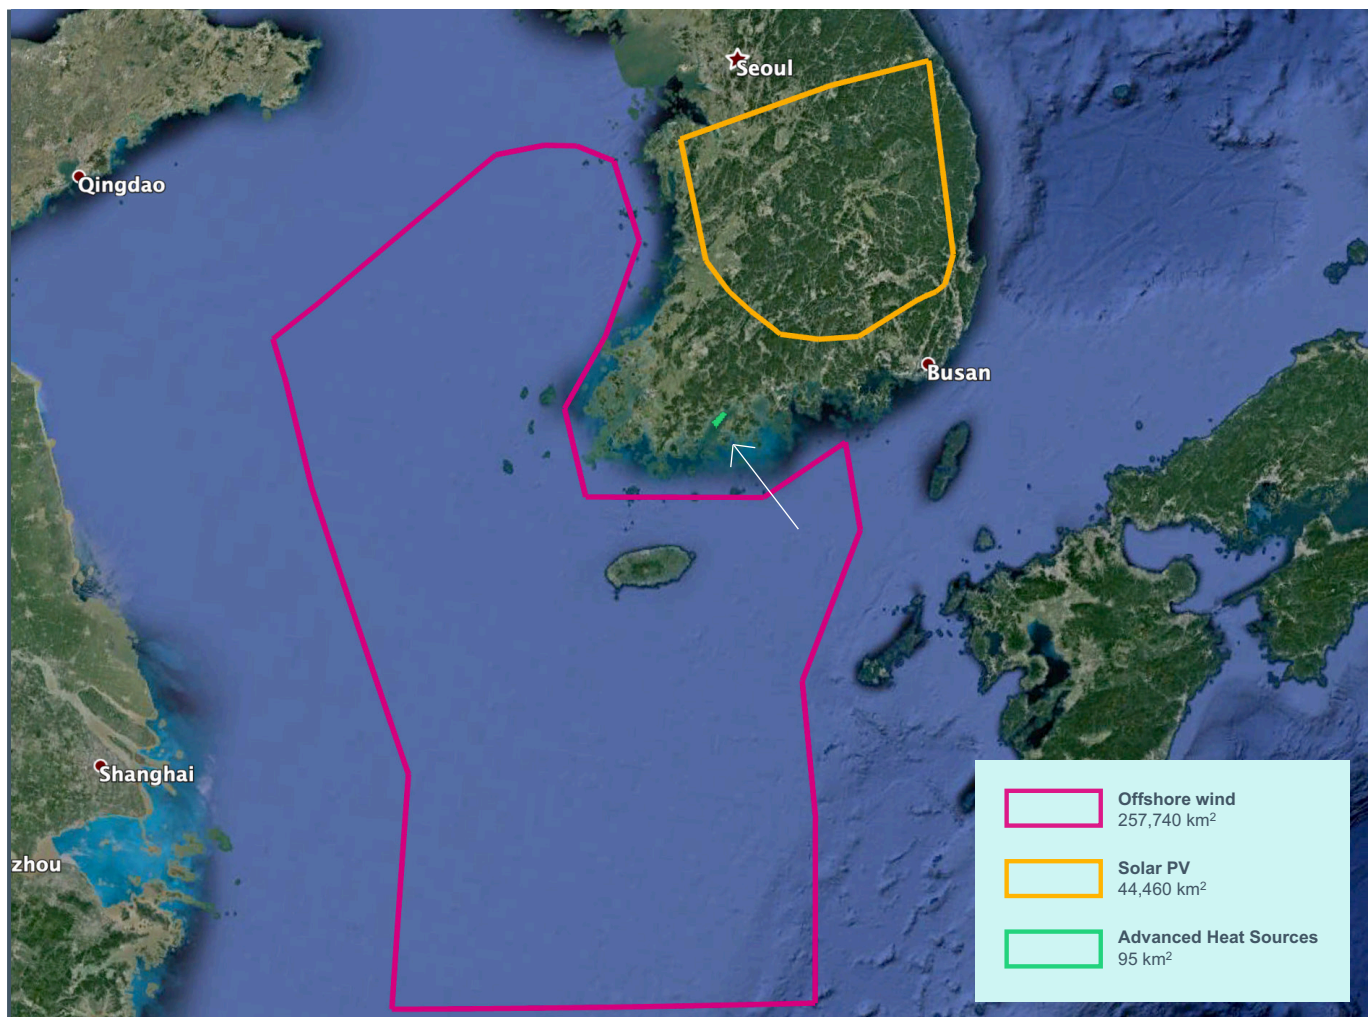 Seoul
Qingdao
Busan
Shanghai
zhou
Offshore wind
257,740 km²
Solar PV
44,460 km²
Advanced Heat Sources
95 km²